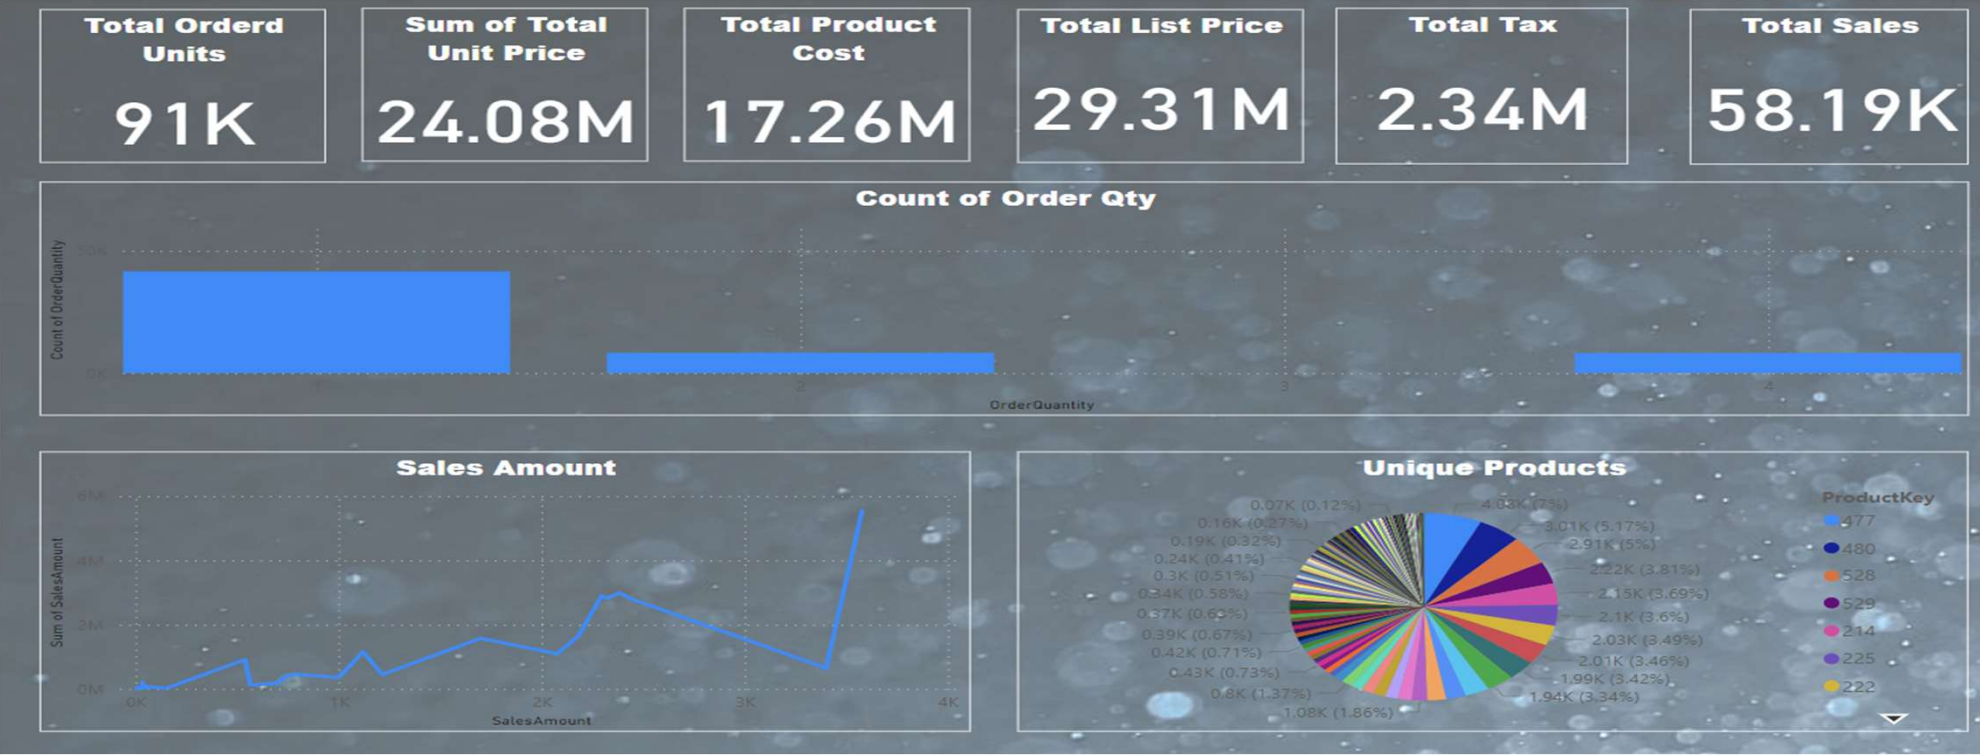 Total Orderd
Units
91K
Sum of Total
Unit Price
24.08M
Total Product
Cost
17.26M
Total List Price
29.31M
Total Tax
2.34M
Total Sales
58.19K
Count of Order Qty
Count of OrderQuantity
50K
0K
1
2
3
4
OrderQuantity
Sales Amount
Sum of SalesAmount
6M
4M
2M
0M
0K
1K
2K
3K
4K
SalesAmount
Unique Products
0.07K (0.12%)
0.16K (0.27%)
0.19K (0.32%)
0.24K (0.41%)
0.3K (0.51%)
0.34K (0.58%)
0.37K (0.63%)
0.39K (0.67%)
0.42K (0.71%)
0.43K (0.73%)
0.8K (1.37%)
1.08K (1.86%)
(7%)
3.01K (5.17%)
2.91K (5%)
2.22K (3.81%)
2.15K (3.69%)
2.1K (3.6%)
2.03K (3.49%)
2.01K (3.46%)
1.99K (3.42%)
1.94K (3.34%)
ProductKey
477
480
528
529
214
225
222